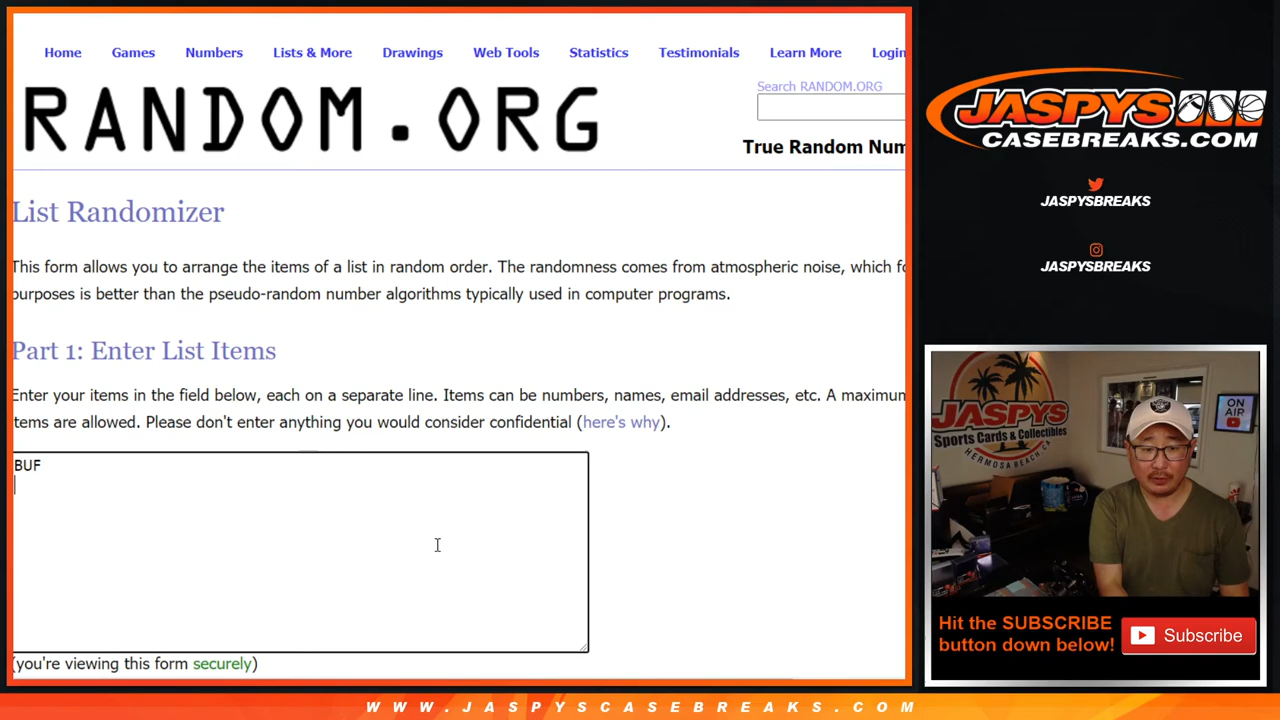 Home Games Numbers Lists & More Drawings Web Tools Statistics Testimonials Learn More Login
RANDOM.ORG
Search RANDOM.ORG
True Random Num
List Randomizer
This form allows you to arrange the items of a list in random order. The randomness comes from atmospheric noise, which fo
purposes is better than the pseudo-random number algorithms typically used in computer programs.
Part 1: Enter List Items
Enter your items in the field below, each on a separate line. Items can be numbers, names, email addresses, etc. A maximum
items are allowed. Please don't enter anything you would consider confidential (here's why).
BUF
(you're viewing this form securely)
JASPYS
CASEBREAKS.COM
JASPYSBREAKS
JASPYSBREAKS
JASPYS
Sports Cards & Collectibles
HERMOSA BEACH CA
ON
AIR
Hit the SUBSCRIBE
button down below!
Subscribe
WWW.JASPYSCASEBREAKS.COM